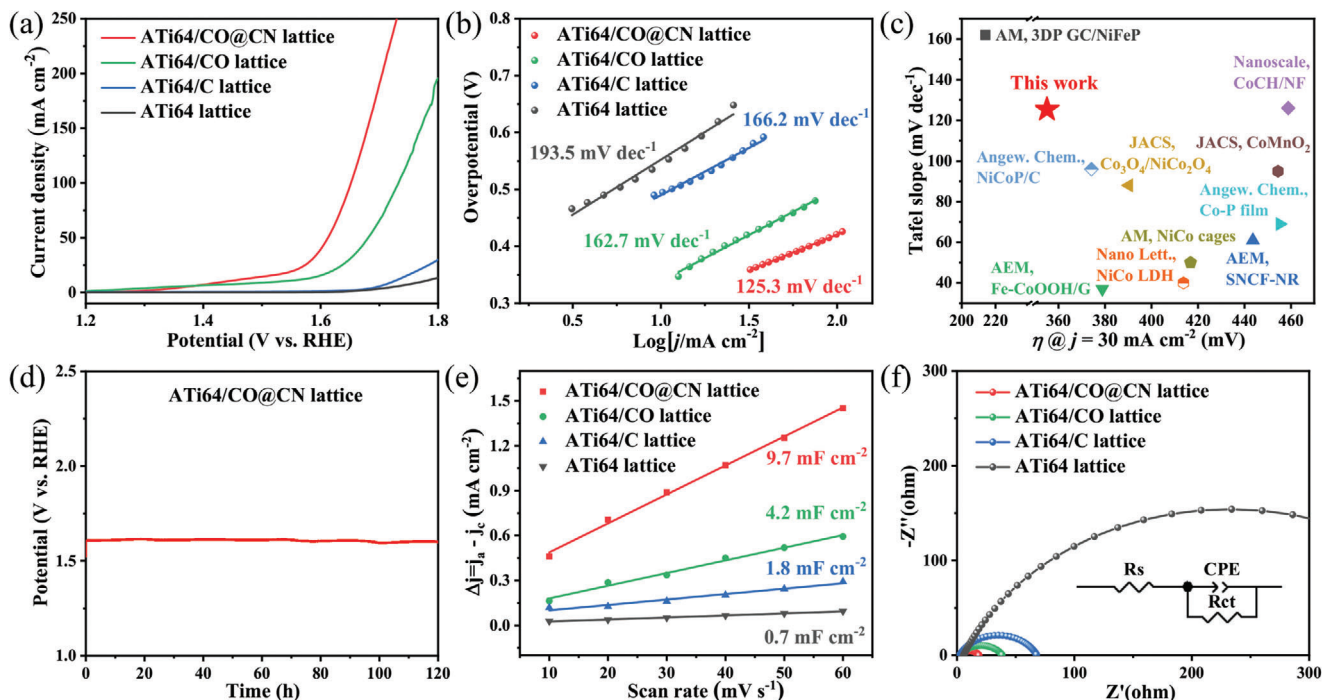 (a)
250
200
150
100
50
0
Current density (mA cm⁻²)
ATi64/CO@CN lattice
ATi64/CO lattice
ATi64/C lattice
ATi64 lattice
1.2 1.4 1.6 1.8
Potential (V vs. RHE)
(b)
0.8
0.7
0.6
0.5
0.4
0.3
Overpotential (V)
ATi64/CO@CN lattice
ATi64/CO lattice
ATi64/C lattice
ATi64 lattice
166.2 mV dec⁻¹
193.5 mV dec⁻¹
162.7 mV dec⁻¹
125.3 mV dec⁻¹
0.0 0.5 1.0 1.5 2.0
Log[j/mA cm⁻²]
(c)
160
140
120
100
80
60
40
Tafel slope (mV dec⁻¹)
AM, 3DP GC/NiFeP
Nanoscale,
CoCH/NF
This work
Angew. Chem.,
NiCoP/C
JACS,
Co₃O₄/NiCo₂O₄
JACS, CoMnO₂
Angew. Chem.,
Co-P film
AM, NiCo cages
Nano Lett.,
NiCo LDH
AEM,
Fe-CoOOH/G
AEM,
SNCF-NR
200 220 380 400 420 440 460
η @ j = 30 mA cm⁻² (mV)
(d)
2.5
2.0
1.5
1.0
Potential (V vs. RHE)
ATi64/CO@CN lattice
0 20 40 60 80 100 120
Time (h)
(e)
1.5
1.2
0.9
0.6
0.3
0.0
Δj=jₐ - j꜀ (mA cm⁻²)
ATi64/CO@CN lattice
ATi64/CO lattice
ATi64/C lattice
ATi64 lattice
9.7 mF cm⁻²
4.2 mF cm⁻²
1.8 mF cm⁻²
0.7 mF cm⁻²
10 20 30 40 50 60
Scan rate (mV s⁻¹)
(f)
-300
-200
-150
-100
-50
0
-Z''(ohm)
ATi64/CO@CN lattice
ATi64/CO lattice
ATi64/C lattice
ATi64 lattice
Rs
CPE
Rct
0 100 200 300
Z'(ohm)